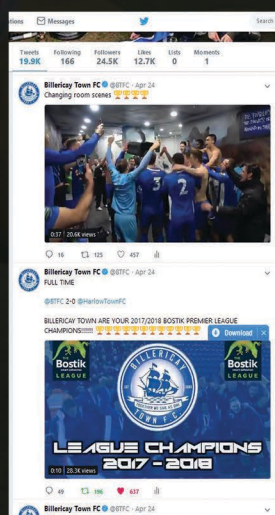 tions Messages Search
Tweets Following Followers Likes Lists Moments
19.9K 166 24.5K 12.7K 0 1
Billericay Town FC @BTFC · Apr 24
Changing room scenes 🏆🏆🏆🏆
3 2
0:37 20.6K views
16 125 457
Billericay Town FC @BTFC · Apr 24
FULL TIME
@BTFC 2-0 @HarlowTownFC
BILLERICAY TOWN ARE YOUR 2017/2018 BOSTIK PREMIER LEAGUE
CHAMPIONS!!!!!! 🏆🏆🏆🏆🏆🏆🏆🏆🏆🏆🏆🏆
Download ×
Bostik
LEAGUE
BILLERICAY
TOWN F.C.
Bostik
LEAGUE
LEAGUE CHAMPIONS
2017 - 2018
0:10 28.3K views
49 196 637
Billericay Town FC @BTFC · Apr 24